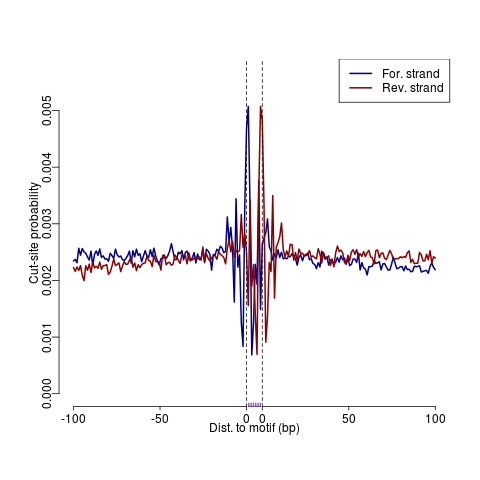 For. strand
Rev. strand
Cut-site probability
0.005
0.004
0.003
0.002
0.001
0.000
-100 -50 0 0 50 100
Dist. to motif (bp)